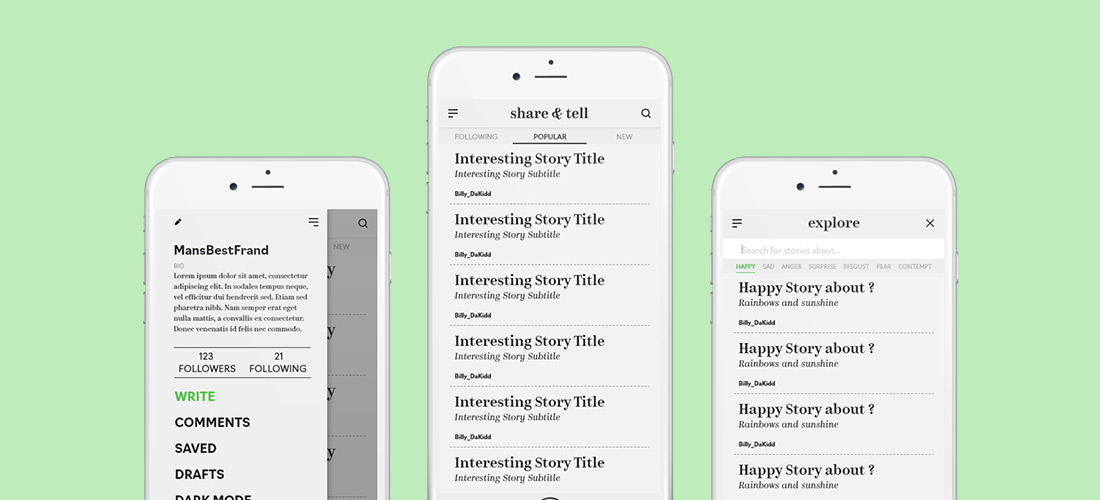 MansBestFrand
BIO
Lorem ipsum dolor sit amet, consectetur
adipiscing elit. In sodales tempus neque,
vel efficitur dui hendrerit sed. Etiam sed
pharetra nibh. Nam semper erat eget
nulla mattis, a convallis ex consectetur.
Donec venenatis id felis nec commodo.
123
FOLLOWERS
21
FOLLOWING
WRITE
COMMENTS
SAVED
DRAFTS
DARK MODE
NEW
y
y
y
y
share & tell
FOLLOWING POPULAR NEW
Interesting Story Title
Interesting Story Subtitle
Billy_DaKidd
Interesting Story Title
Interesting Story Subtitle
Billy_DaKidd
Interesting Story Title
Interesting Story Subtitle
Billy_DaKidd
Interesting Story Title
Interesting Story Subtitle
Billy_DaKidd
Interesting Story Title
Interesting Story Subtitle
Billy_DaKidd
Interesting Story Title
Interesting Story Subtitle
explore
Search for stories about...
HAPPY SAD ANGER SURPRISE DISGUST FEAR CONTEMPT
Happy Story about ?
Rainbows and sunshine
Billy_DaKidd
Happy Story about ?
Rainbows and sunshine
Billy_DaKidd
Happy Story about ?
Rainbows and sunshine
Billy_DaKidd
Happy Story about ?
Rainbows and sunshine